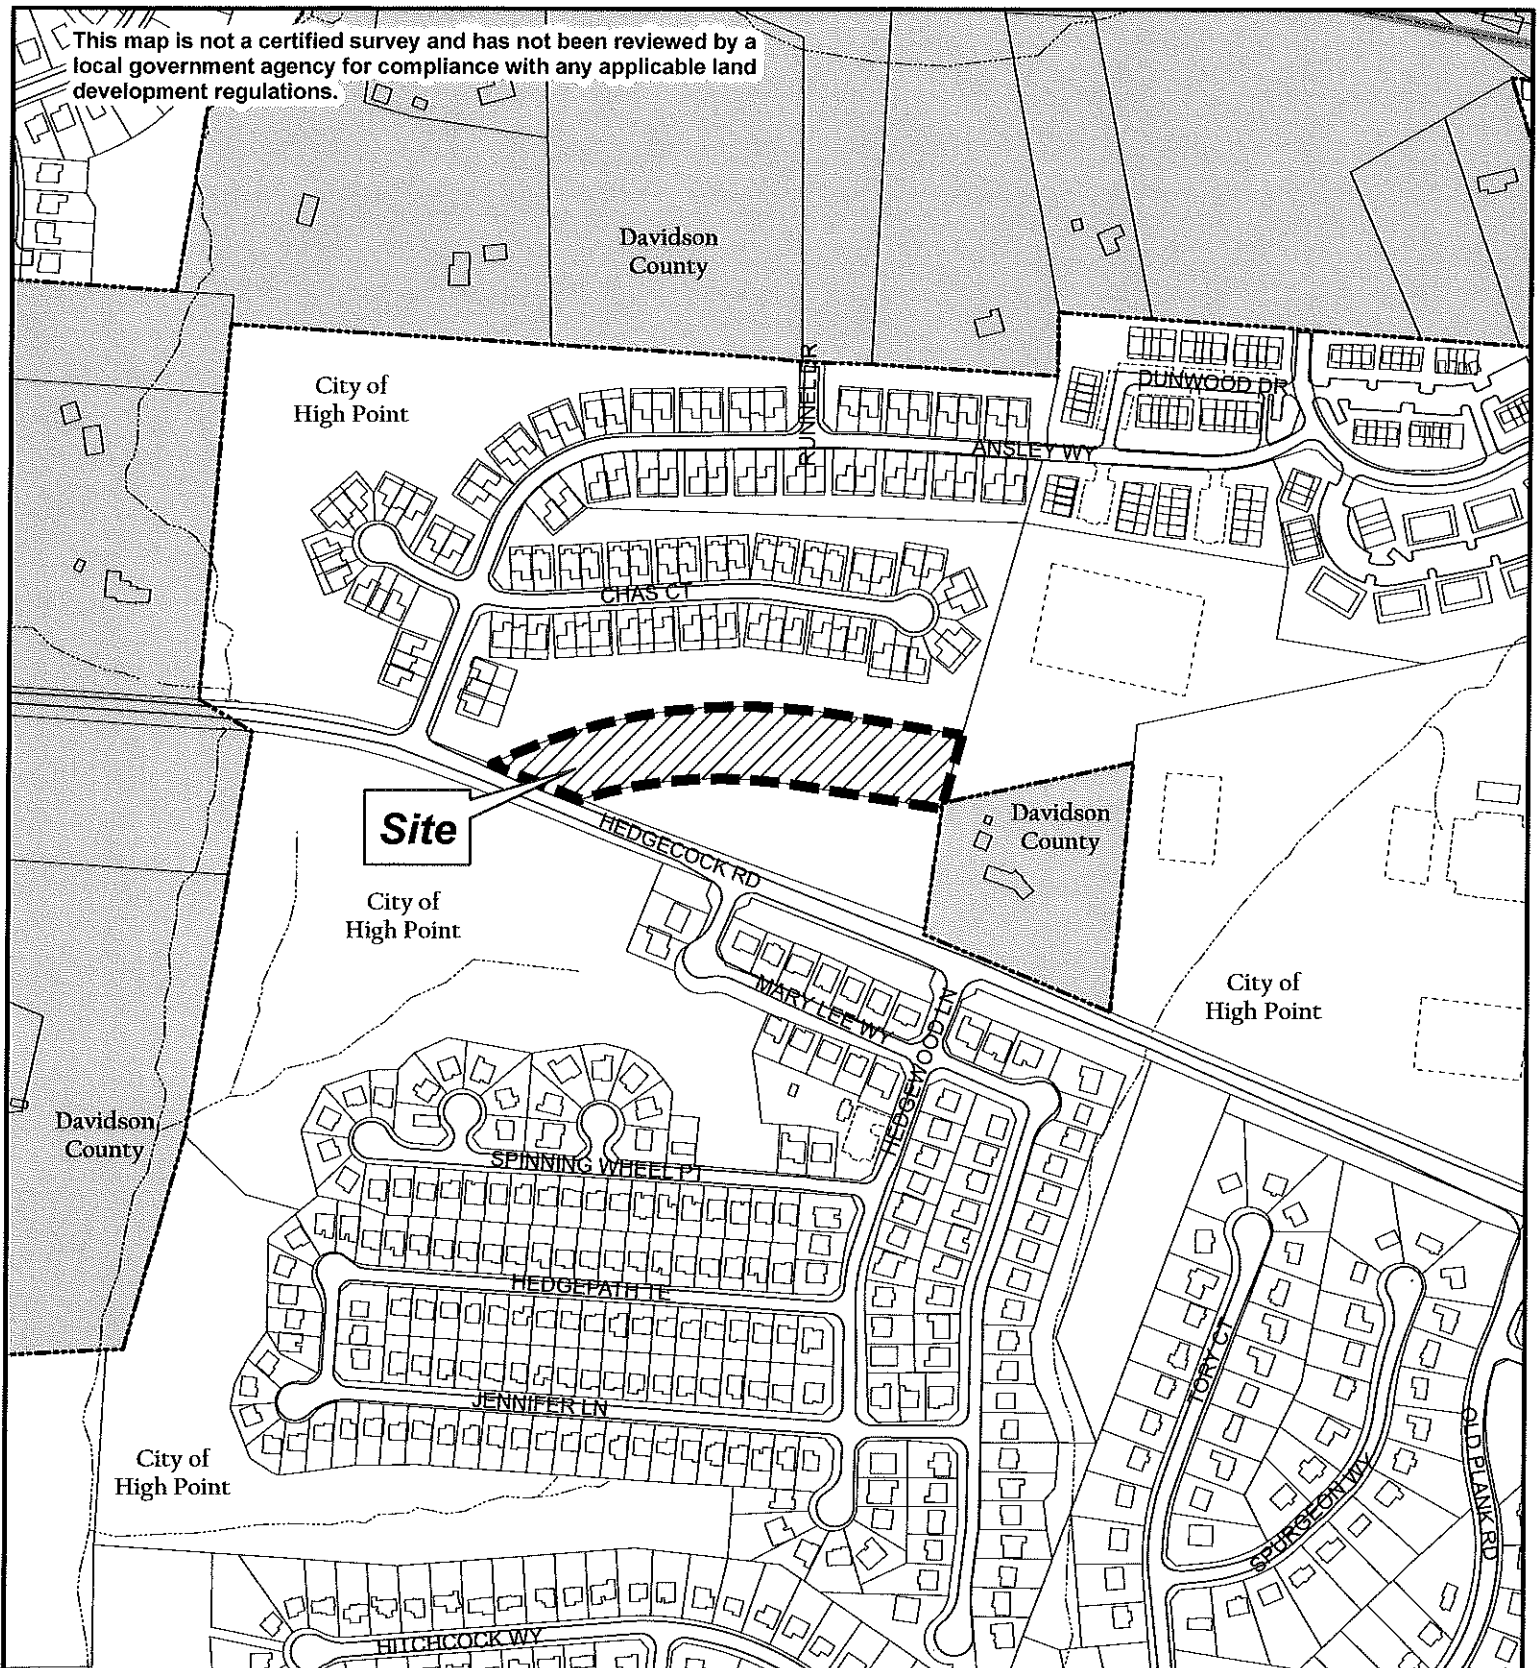 This map is not a certified survey and has not been reviewed by a
local government agency for compliance with any applicable land
development regulations.
Davidson
County
City of
High Point
RUNNEL DR
DUNWOOD DR
ANSLEY WY
CHAS CT
Site
HEDGECOCK RD
Davidson
County
City of
High Point
City of
High Point
MARY LEE WY
HEDGEWOOD LN
Davidson
County
SPINNING WHEEL PT
HEDGEPATH TE
JENNIFER LN
TORY CT
SPURGEON WY
OLD PLANK RD
City of
High Point
HITCHCOCK WY